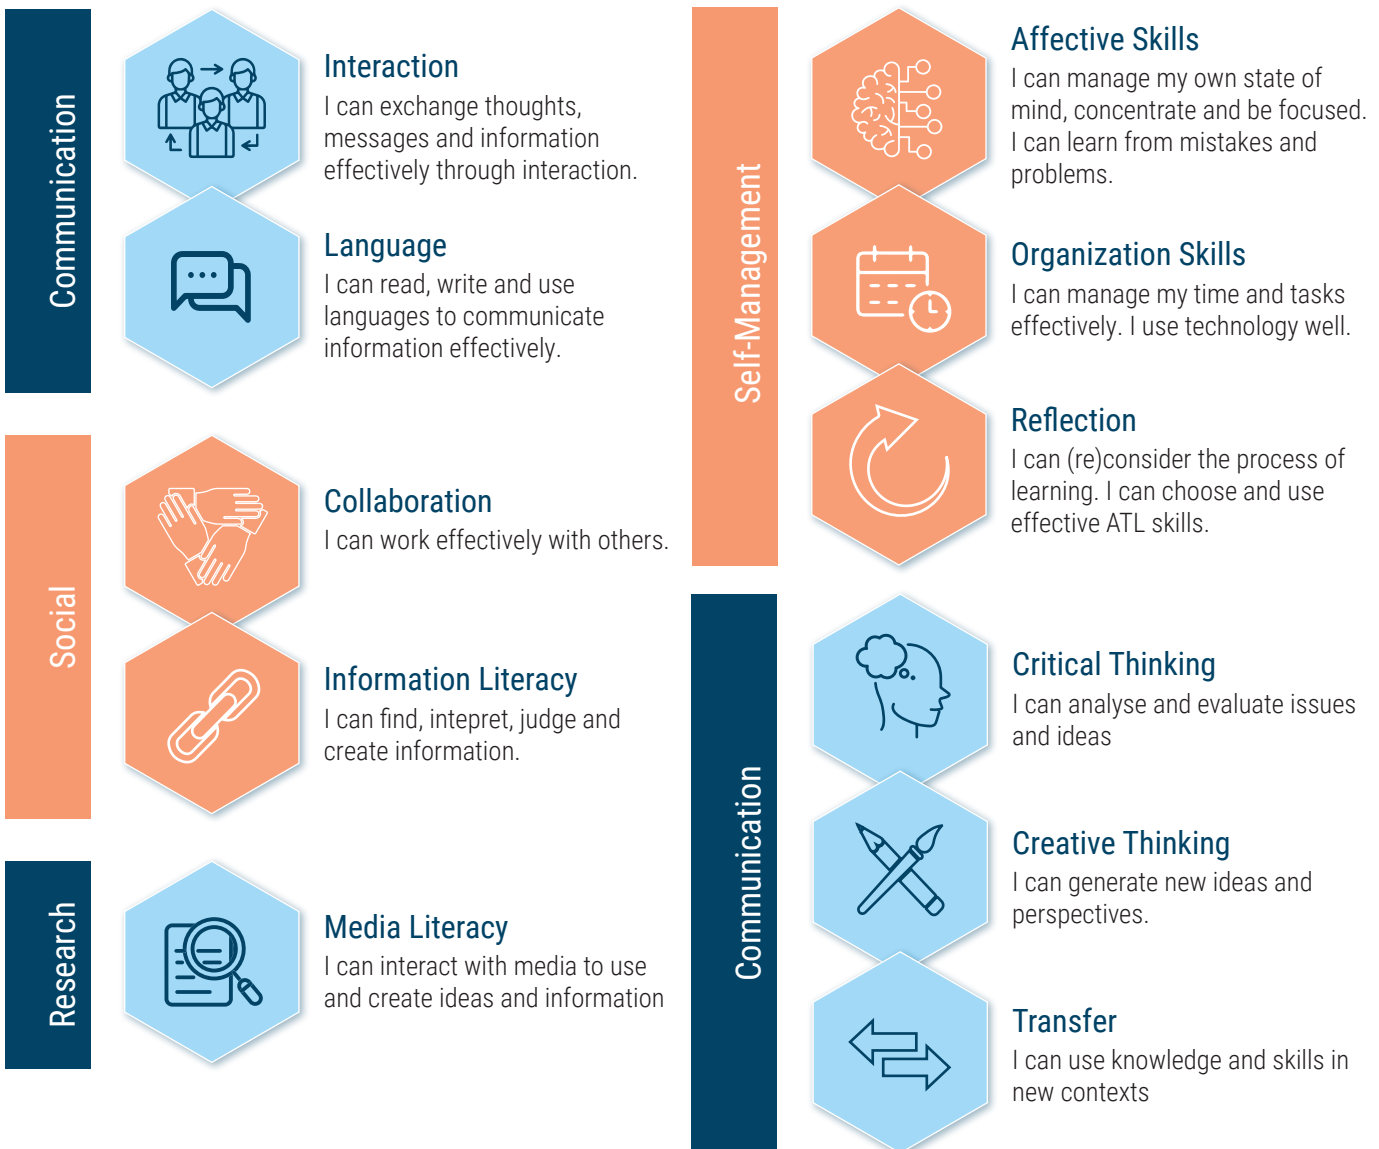 Communication
Interaction
I can exchange thoughts,
messages and information
effectively through interaction.
Language
I can read, write and use
languages to communicate
information effectively.
Social
Collaboration
I can work effectively with others.
Information Literacy
I can find, intepret, judge and
create information.
Research
Media Literacy
I can interact with media to use
and create ideas and information
Self-Management
Affective Skills
I can manage my own state of
mind, concentrate and be focused.
I can learn from mistakes and
problems.
Organization Skills
I can manage my time and tasks
effectively. I use technology well.
Reflection
I can (re)consider the process of
learning. I can choose and use
effective ATL skills.
Communication
Critical Thinking
I can analyse and evaluate issues
and ideas
Creative Thinking
I can generate new ideas and
perspectives.
Transfer
I can use knowledge and skills in
new contexts